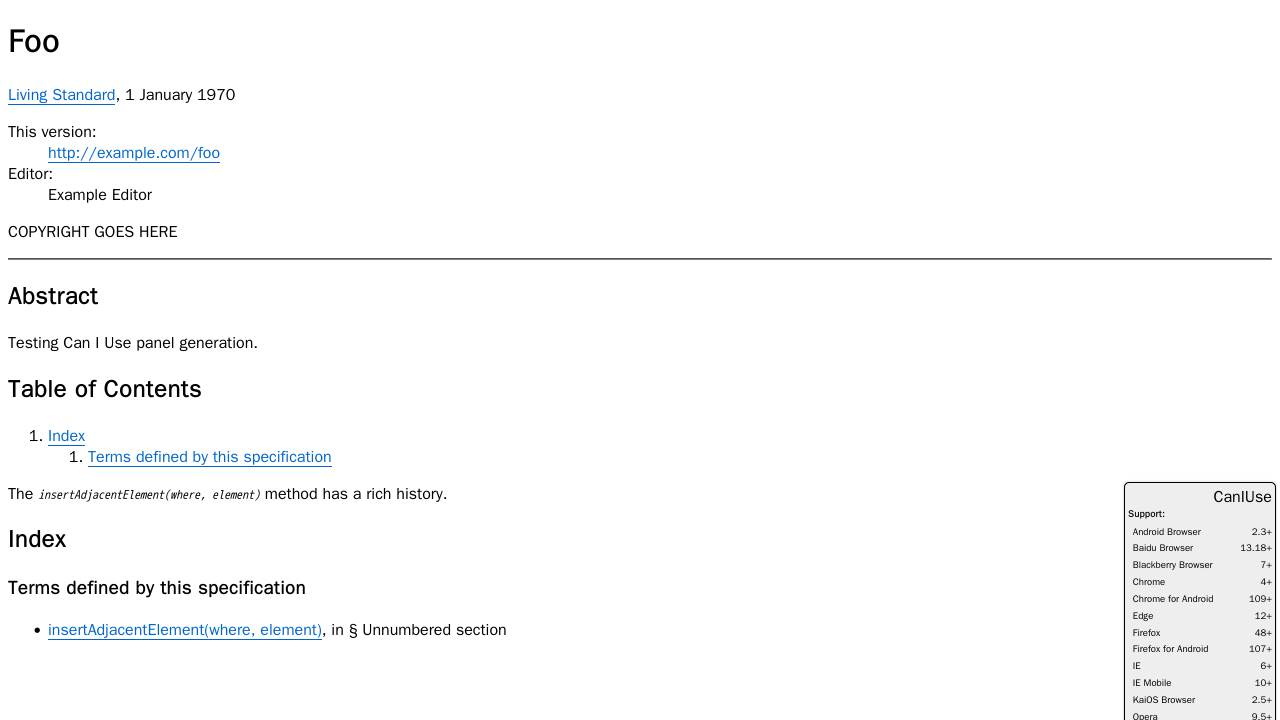 Foo
Living Standard, 1 January 1970
This version:
http://example.com/foo
Editor:
Example Editor
COPYRIGHT GOES HERE
Abstract
Testing Can I Use panel generation.
Table of Contents
1. Index
1. Terms defined by this specification
The insertAdjacentElement(where, element) method has a rich history.
CanIUse
Support:
Android Browser 2.3+
Baidu Browser 13.18+
Blackberry Browser 7+
Chrome 4+
Chrome for Android 109+
Edge 12+
Firefox 48+
Firefox for Android 107+
IE 6+
IE Mobile 10+
KaiOS Browser 2.5+
Opera 9.5+
Index
Terms defined by this specification
• insertAdjacentElement(where, element), in § Unnumbered section